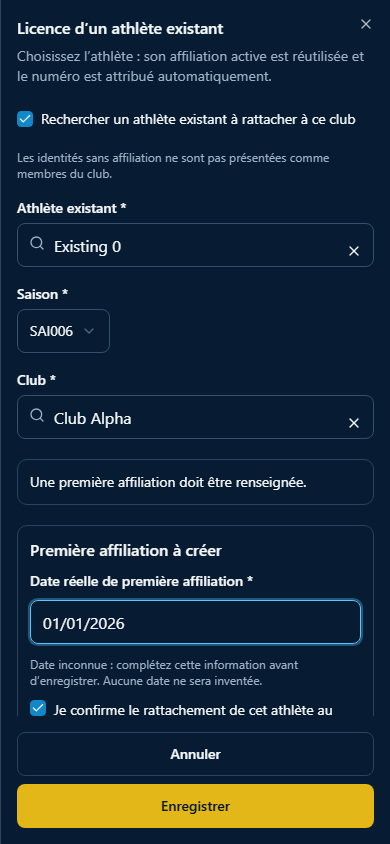 Licence d’un athlète existant
Choisissez l’athlète : son affiliation active est réutilisée et
le numéro est attribué automatiquement.
Rechercher un athlète existant à rattacher à ce club
Les identités sans affiliation ne sont pas présentées comme
membres du club.
Athlète existant *
Existing 0
Saison *
SAI006
Club *
Club Alpha
Une première affiliation doit être renseignée.
Première affiliation à créer
Date réelle de première affiliation *
01/01/2026
Date inconnue : complétez cette information avant
d’enregistrer. Aucune date ne sera inventée.
Je confirme le rattachement de cet athlète au
Annuler
Enregistrer